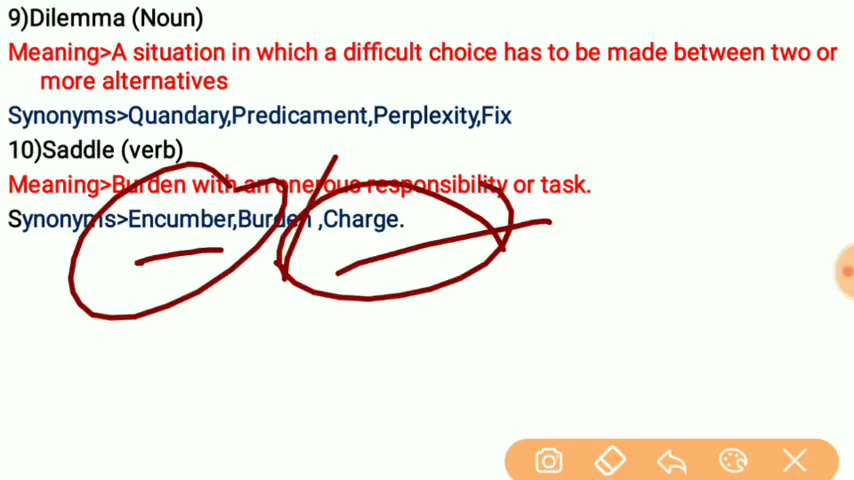 9)Dilemma (Noun)
Meaning>A situation in which a difficult choice has to be made between two or
more alternatives
Synonyms>Quandary,Predicament,Perplexity,Fix
10)Saddle (verb)
Meaning>Burden with an onerous responsibility or task.
Synonyms>Encumber,Burden ,Charge.